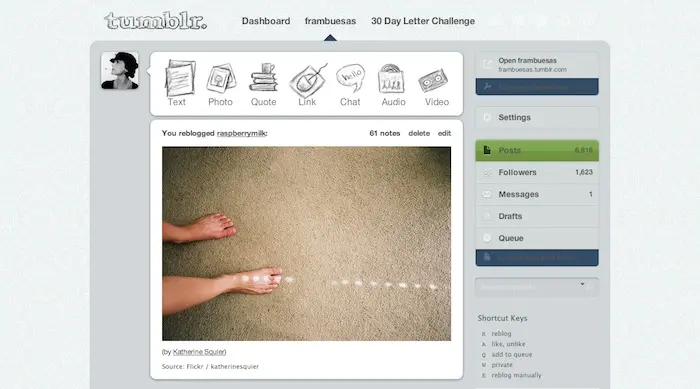 tumblr.
Dashboard
frambuesas
30 Day Letter Challenge
Text
Photo
Quote
hello
Link
Chat
Audio
Video
You reblogged raspberrymilk:
61 notes
delete
edit
(by Katherine Squier)
Source: Flickr / katherinesquier
Open frambuesas
frambuesas.tumblr.com
Settings
Posts 6,816
Followers 1,623
Messages 1
Drafts
Queue
Shortcut Keys
R reblog
A like, unlike
Q add to queue
W private
E reblog manually